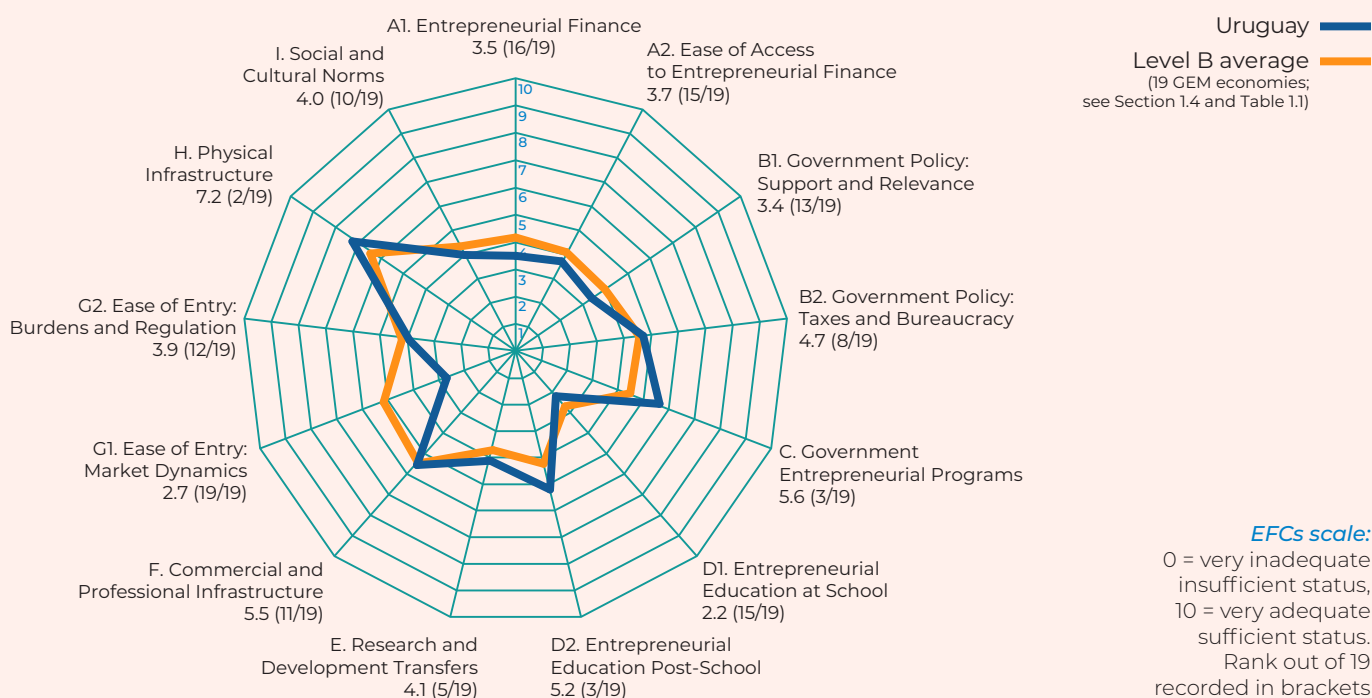 A1. Entrepreneurial Finance
3.5 (16/19)
A2. Ease of Access
to Entrepreneurial Finance
3.7 (15/19)
B1. Government Policy:
Support and Relevance
3.4 (13/19)
B2. Government Policy:
Taxes and Bureaucracy
4.7 (8/19)
C. Government
Entrepreneurial Programs
5.6 (3/19)
D1. Entrepreneurial
Education at School
2.2 (15/19)
D2. Entrepreneurial
Education Post-School
5.2 (3/19)
E. Research and
Development Transfers
4.1 (5/19)
F. Commercial and
Professional Infrastructure
5.5 (11/19)
G1. Ease of Entry:
Market Dynamics
2.7 (19/19)
G2. Ease of Entry:
Burdens and Regulation
3.9 (12/19)
H. Physical
Infrastructure
7.2 (2/19)
I. Social and
Cultural Norms
4.0 (10/19)
10
9
8
7
6
5
4
3
2
1
Uruguay
Level B average
(19 GEM economies;
see Section 1.4 and Table 1.1)
EFCs scale:
0 = very inadequate
insufficient status,
10 = very adequate
sufficient status.
Rank out of 19
recorded in brackets